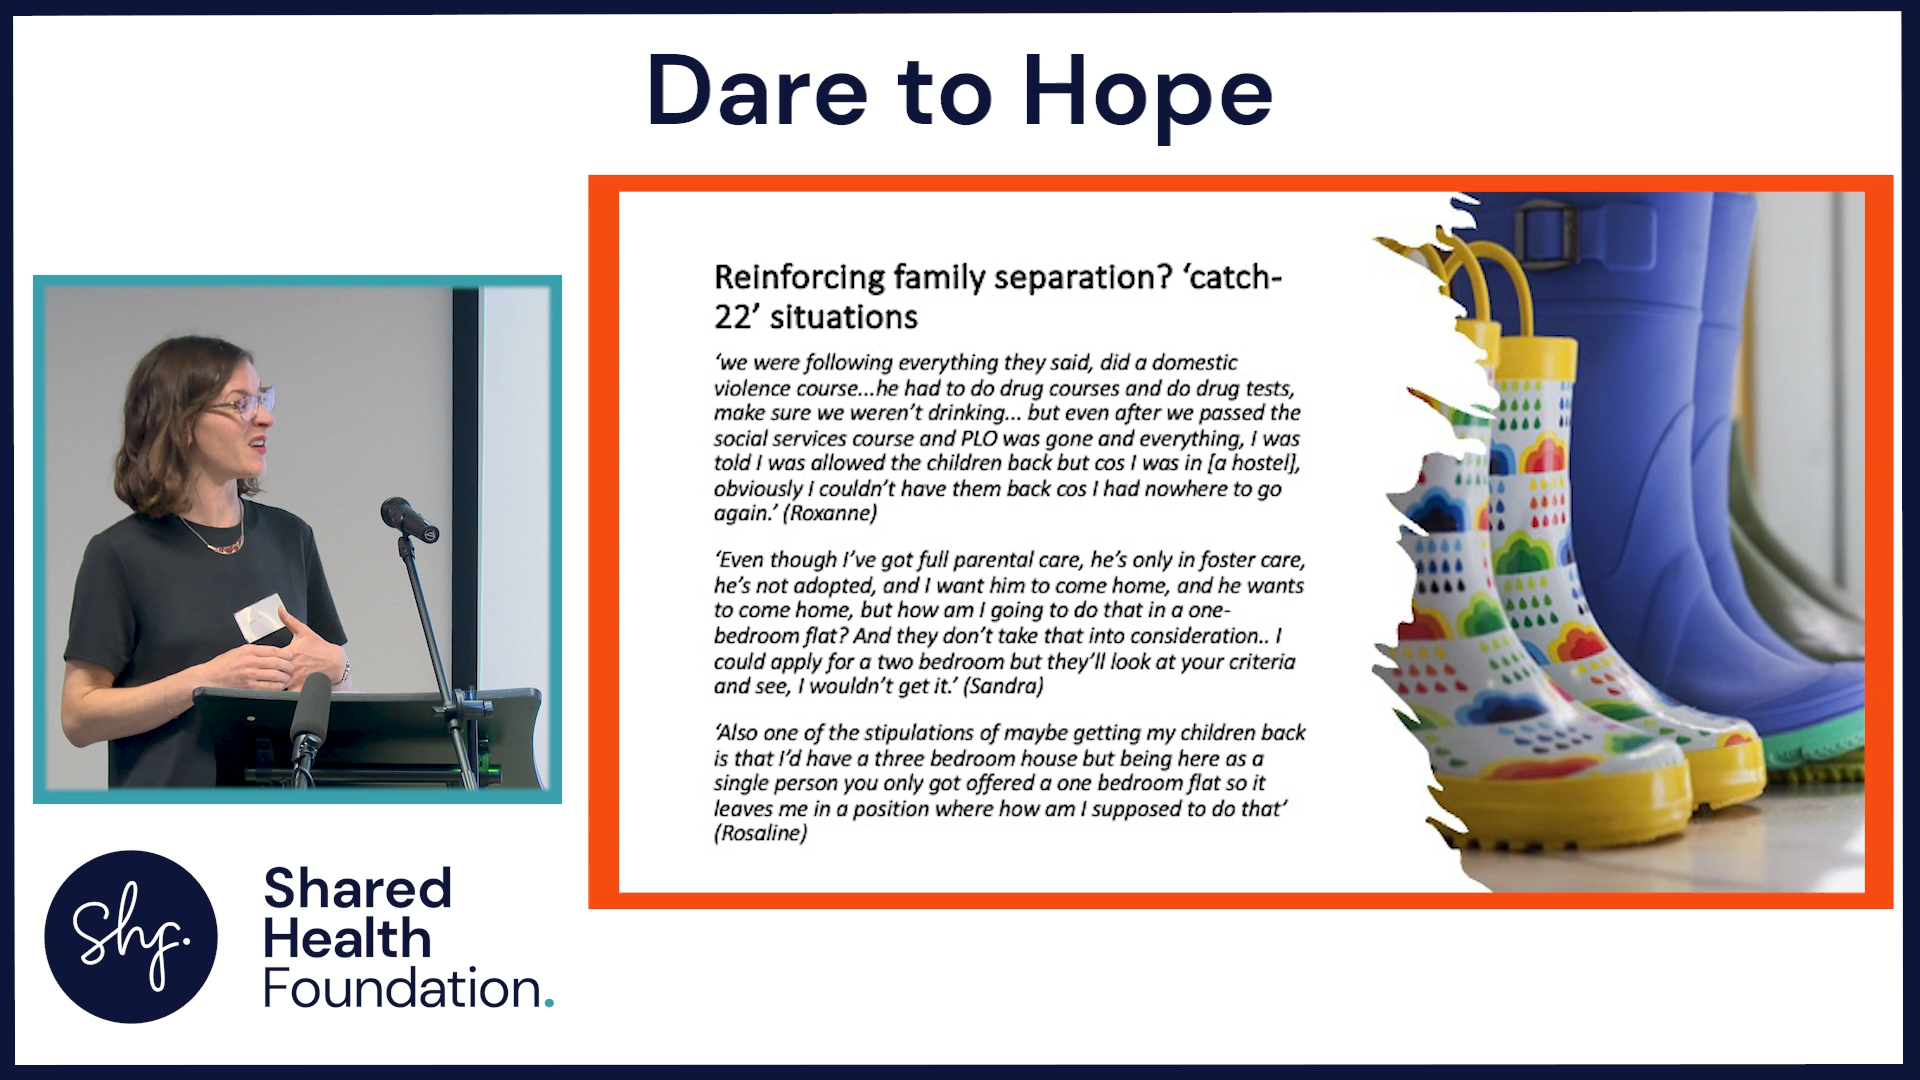 Dare to Hope
Reinforcing family separation? ‘catch-
22’ situations
‘we were following everything they said, did a domestic
violence course...he had to do drug courses and do drug tests,
make sure we weren’t drinking... but even after we passed the
social services course and PLO was gone and everything, I was
told I was allowed the children back but cos I was in [a hostel],
obviously I couldn’t have them back cos I had nowhere to go
again.’ (Roxanne)
‘Even though I’ve got full parental care, he’s only in foster care,
he’s not adopted, and I want him to come home, and he wants
to come home, but how am I going to do that in a one-
bedroom flat? And they don’t take that into consideration.. I
could apply for a two bedroom but they’ll look at your criteria
and see, I wouldn’t get it.’ (Sandra)
‘Also one of the stipulations of maybe getting my children back
is that I’d have a three bedroom house but being here as a
single person you only got offered a one bedroom flat so it
leaves me in a position where how am I supposed to do that’
(Rosaline)
Shf.
Shared
Health
Foundation.